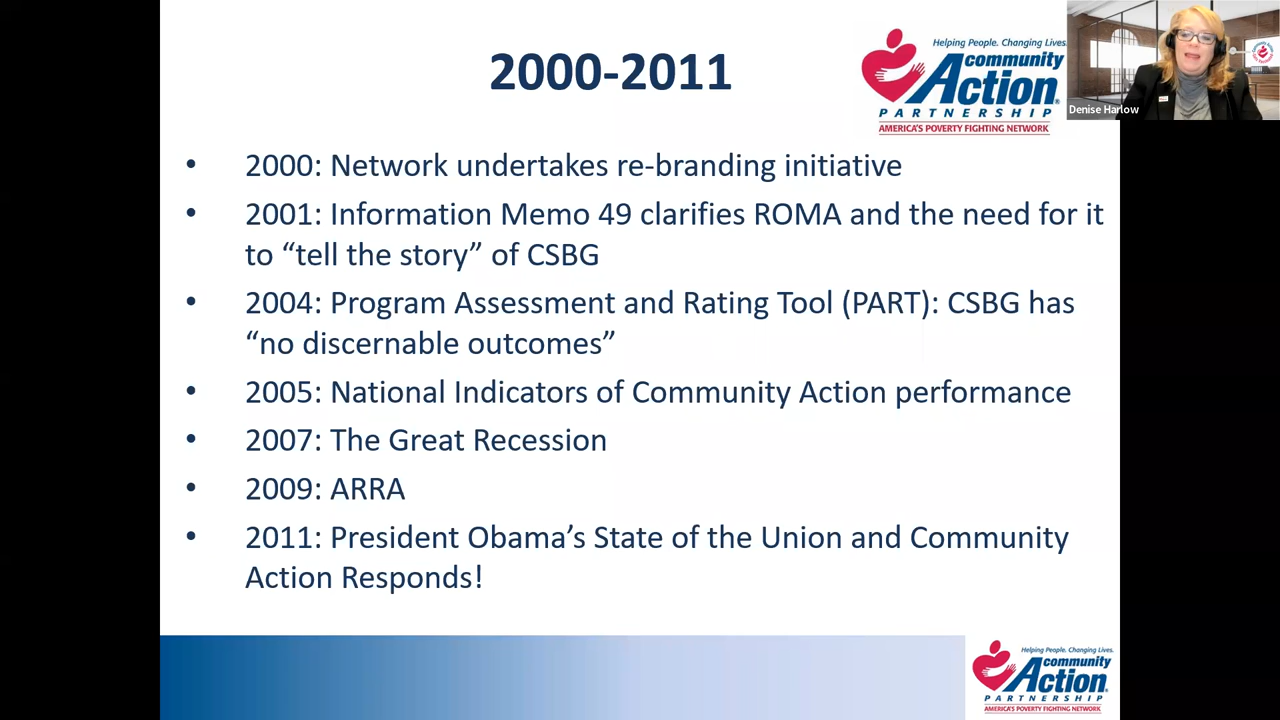 2000-2011
Helping People. Changing Lives.
community
Action
PARTNERSHIP
AMERICA'S POVERTY FIGHTING NETWORK
Denise Harlow
• 2000: Network undertakes re-branding initiative
• 2001: Information Memo 49 clarifies ROMA and the need for it
to “tell the story” of CSBG
• 2004: Program Assessment and Rating Tool (PART): CSBG has
“no discernable outcomes”
• 2005: National Indicators of Community Action performance
• 2007: The Great Recession
• 2009: ARRA
• 2011: President Obama’s State of the Union and Community
Action Responds!
Helping People. Changing Lives.
community
Action
PARTNERSHIP
AMERICA'S POVERTY FIGHTING NETWORK